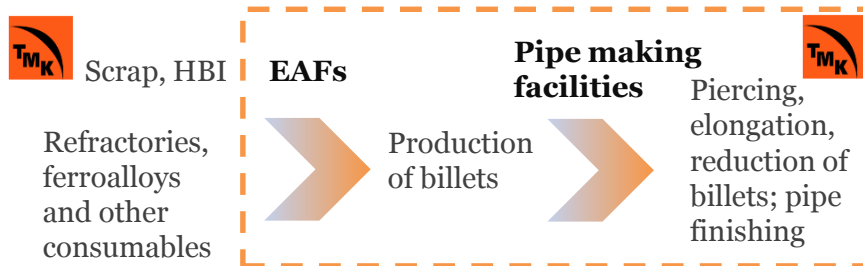 TMK
Scrap, HBI
Refractories,
ferroalloys
and other
consumables
EAFs
Production
of billets
Pipe making
facilities
TMK
Piercing,
elongation,
reduction of
billets; pipe
finishing